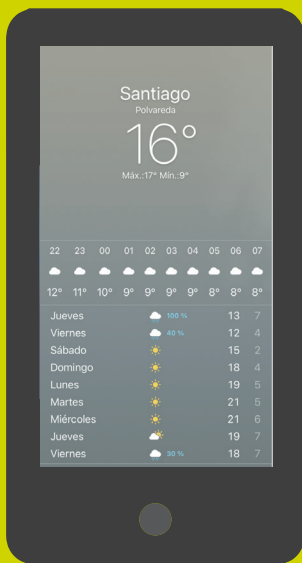 Santiago
Polvareda
16°
Máx.:17° Mín.:9°
22 23 00 01 02 03 04 05 06 07
12° 11° 10° 9° 9° 9° 9° 8° 8° 8°
Jueves 100 % 13 7
Viernes 40 % 12 4
Sábado 15 2
Domingo 18 4
Lunes 19 5
Martes 21 5
Miércoles 21 6
Jueves 19 7
Viernes 30 % 18 7